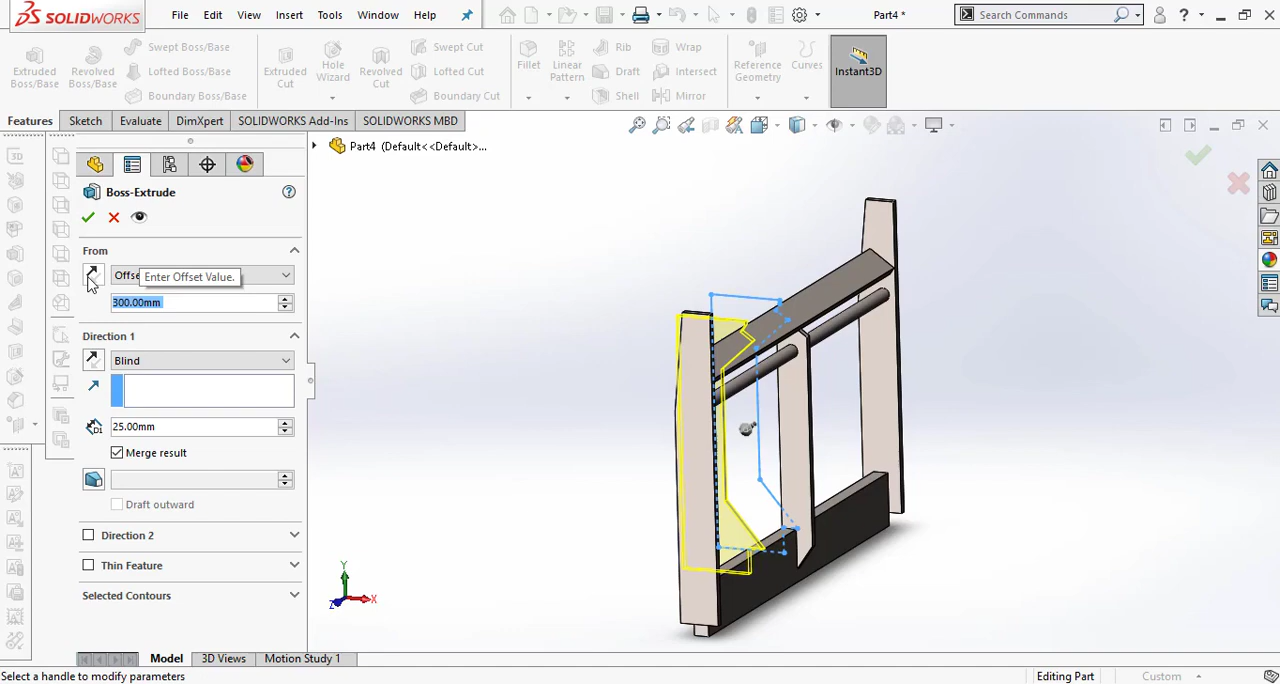 SOLIDWORKS File Edit View Insert Tools Window Help Part4 * Search Commands ?
Extruded Boss/Base Revolved Boss/Base Swept Boss/Base Lofted Boss/Base Boundary Boss/Base Extruded Cut Hole Wizard Revolved Cut Swept Cut Lofted Cut Boundary Cut Fillet Linear Pattern Rib Draft Shell Wrap Intersect Mirror Reference Geometry Curves Instant3D
Features Sketch Evaluate DimXpert SOLIDWORKS Add-Ins SOLIDWORKS MBD
Part4 (Default<<Default>...
Boss-Extrude
From
Offse
Enter Offset Value.
300.00mm
Direction 1
Blind
25.00mm
Merge result
Draft outward
Direction 2
Thin Feature
Selected Contours
Y
X
Z
Model 3D Views Motion Study 1
Select a handle to modify parameters Editing Part Custom